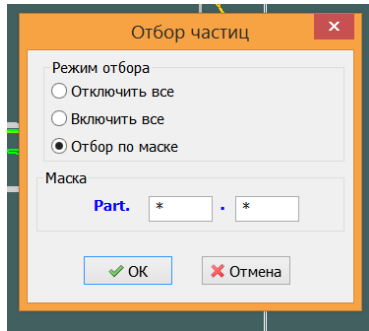 Отбор частиц
Режим отбора
Отключить все
Включить все
Отбор по маске
Маска
Part. * . *
OK Отмена